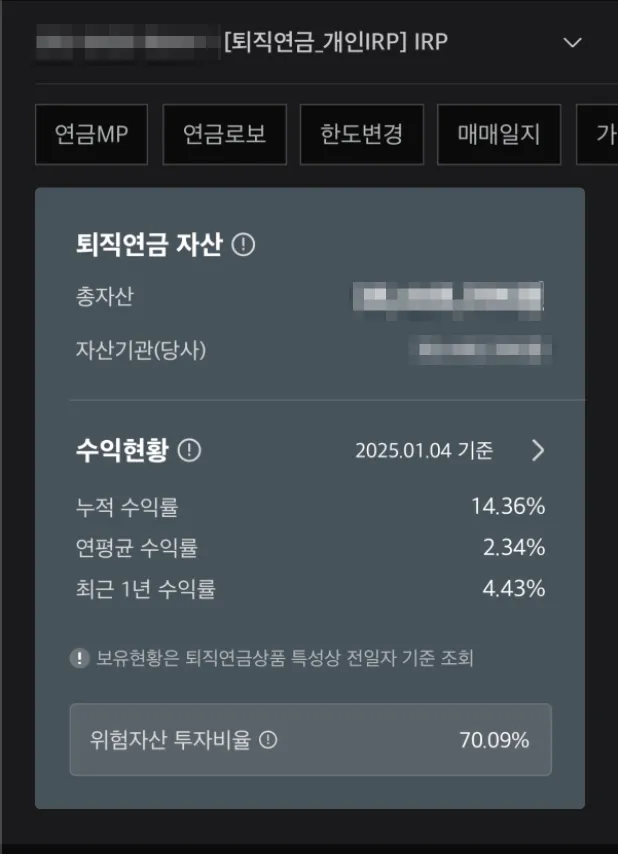 [퇴직연금_개인IRP] IRP
연금MP 연금로보 한도변경 매매일지 가
퇴직연금 자산
총자산
자산기관(당사)
수익현황 2025.01.04 기준
누적 수익률 14.36%
연평균 수익률 2.34%
최근 1년 수익률 4.43%
보유현황은 퇴직연금상품 특성상 전일자 기준 조회
위험자산 투자비율 70.09%